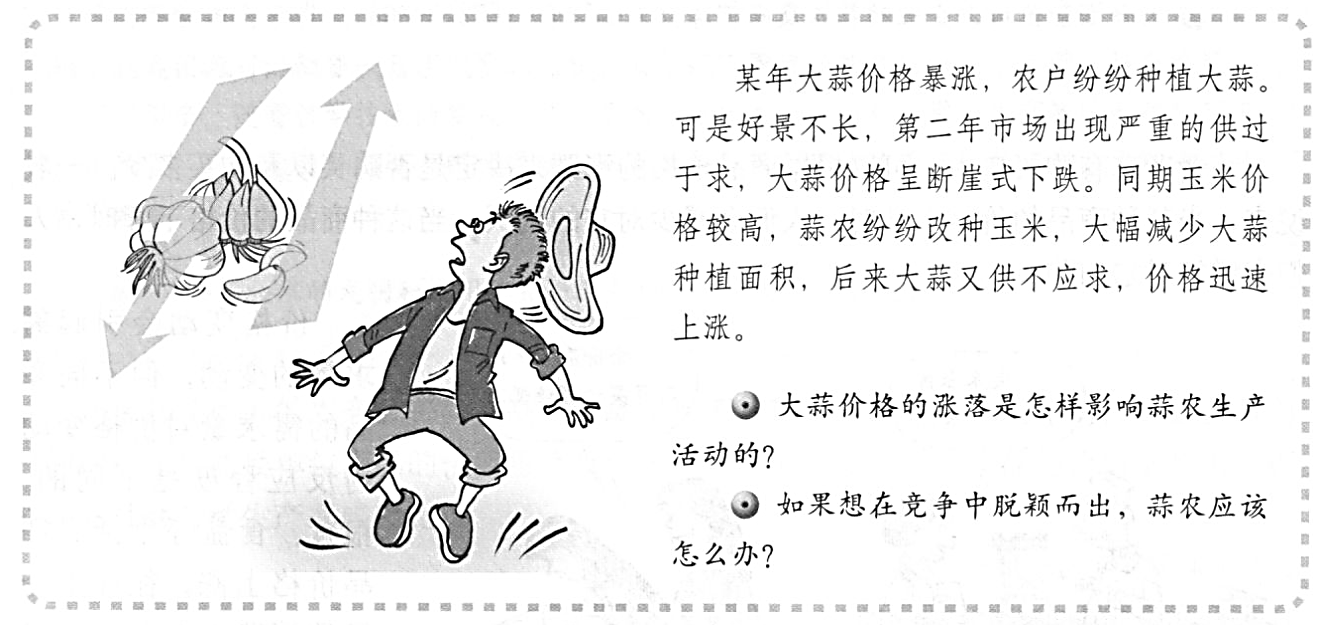 某年大蒜价格暴涨，农户纷纷种植大蒜。
可是好景不长，第二年市场出现严重的供过
于求，大蒜价格呈断崖式下跌。同期玉米价
格较高，蒜农纷纷改种玉米，大幅减少大蒜
种植面积，后来大蒜又供不应求，价格迅速
上涨。
大蒜价格的涨落是怎样影响蒜农生产
活动的？
如果想在竞争中脱颖而出，蒜农应该
怎么办？